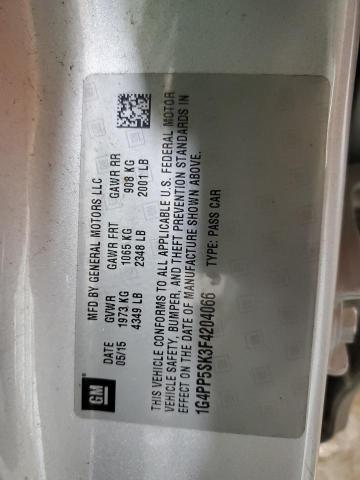 MFD BY GENERAL MOTORS LLC
DATE GVWR GAWR FRT GAWR RR
05/15 1973 KG 1065 KG 908 KG
4349 LB 2348 LB 2001 LB
THIS VEHICLE CONFORMS TO ALL APPLICABLE U.S. FEDERAL MOTOR
VEHICLE SAFETY, BUMPER, AND THEFT PREVENTION STANDARDS IN
EFFECT ON THE DATE OF MANUFACTURE SHOWN ABOVE.
1G4PP5SK3F4204066 TYPE: PASS CAR
GM